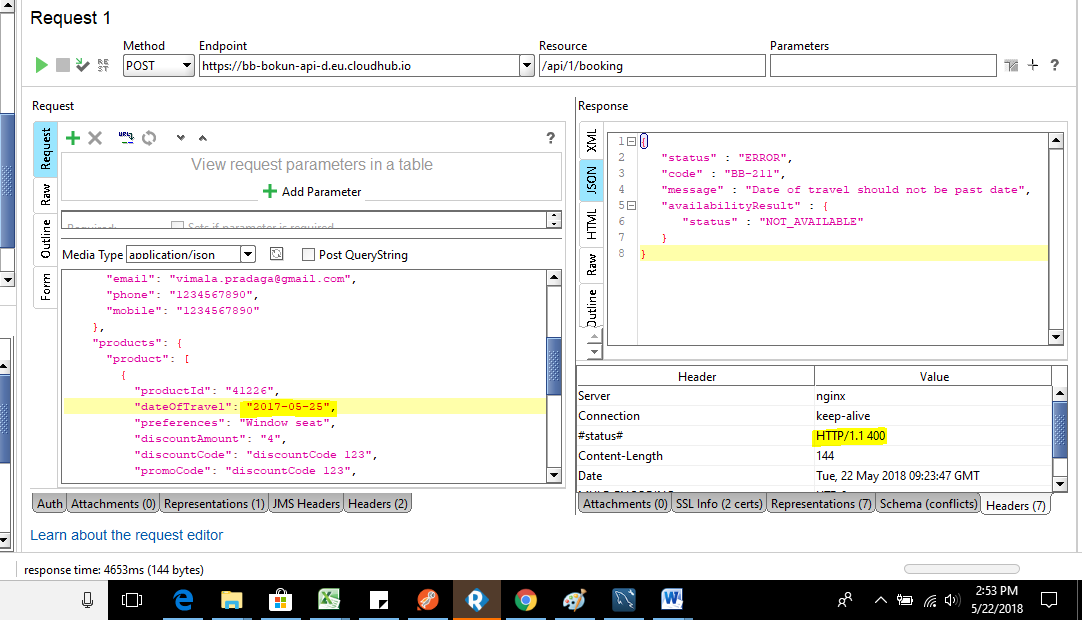 Request 1
Method
Endpoint
Resource
Parameters
RE
ST
POST
https://bb-bokun-api-d.eu.cloudhub.io
/api/1/booking
?
Request
Request
Raw
Outline
Form
?
View request parameters in a table
Add Parameter
Required:
Sets if parameter is required
Media Type application/json
Post QueryString
"email": "vimala.pradaga@gmail.com",
"phone": "1234567890",
"mobile": "1234567890"
},
"products": {
"product": [
{
"productId": "41226",
"dateOfTravel": "2017-05-25",
"preferences": "Window seat",
"discountAmount": "4",
"discountCode": "discountCode 123",
"promoCode": "discountCode 123",
Auth
Attachments (0)
Representations (1)
JMS Headers
Headers (2)
Response
XML
JSON
HTML
Raw
Outline
1 {
2 "status" : "ERROR",
3 "code" : "BB-211",
4 "message" : "Date of travel should not be past date",
5 "availabilityResult" : {
6 "status" : "NOT_AVAILABLE"
7 }
8 }
Header Value
Server nginx
Connection keep-alive
#status# HTTP/1.1 400
Content-Length 144
Date Tue, 22 May 2018 09:23:47 GMT
Attachments (0)
SSL Info (2 certs)
Representations (7)
Schema (conflicts)
Headers (7)
Learn about the request editor
response time: 4653ms (144 bytes)
2:53 PM
5/22/2018